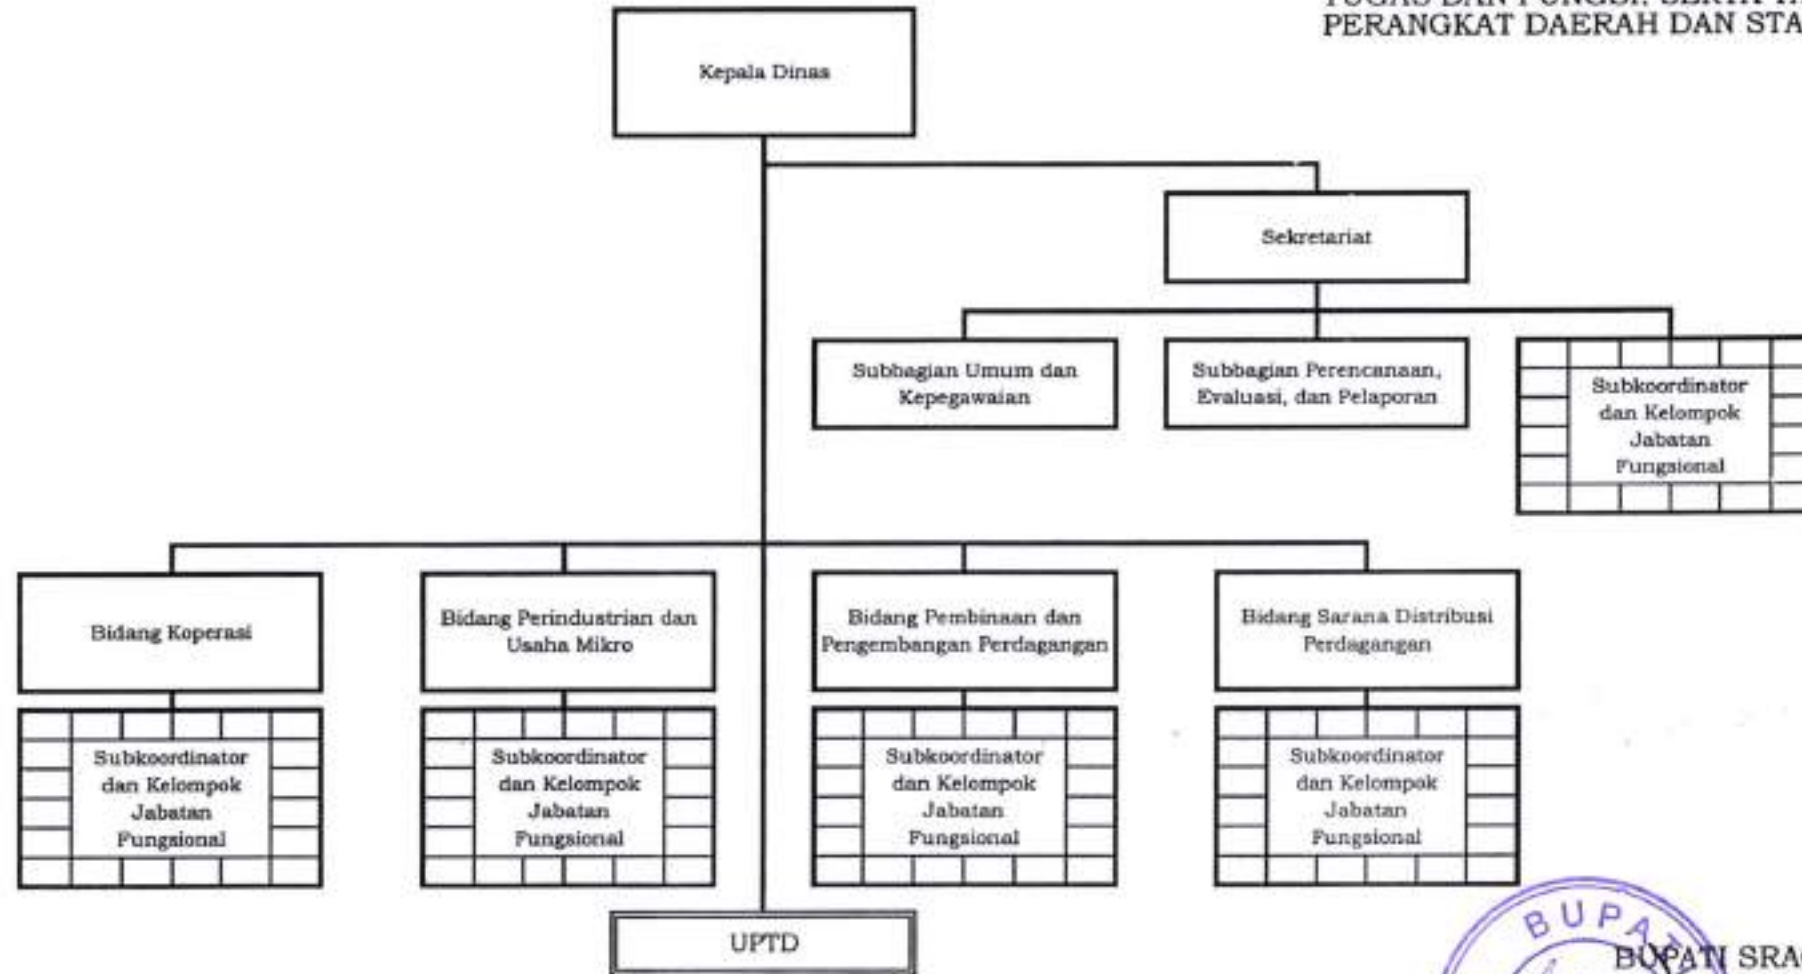 PERANGKAT DAERAH DAN
Kepala Dinas
Sekretariat
Subbagian Umum dan
Kepegawaian
Subbagian Perencanaan,
Evaluasi, dan Pelaporan
Subkoordinator
dan Kelompok
Jabatan
Fungsional
Bidang Koperasi
Bidang Perindustrian dan
Usaha Mikro
Bidang Pembinaan dan
Pengembangan Perdagangan
Bidang Sarana Distribusi
Perdagangan
Subkoordinator
dan Kelompok
Jabatan
Fungsional
Subkoordinator
dan Kelompok
Jabatan
Fungsional
Subkoordinator
dan Kelompok
Jabatan
Fungsional
Subkoordinator
dan Kelompok
Jabatan
Fungsional
UPTD
BUPATI